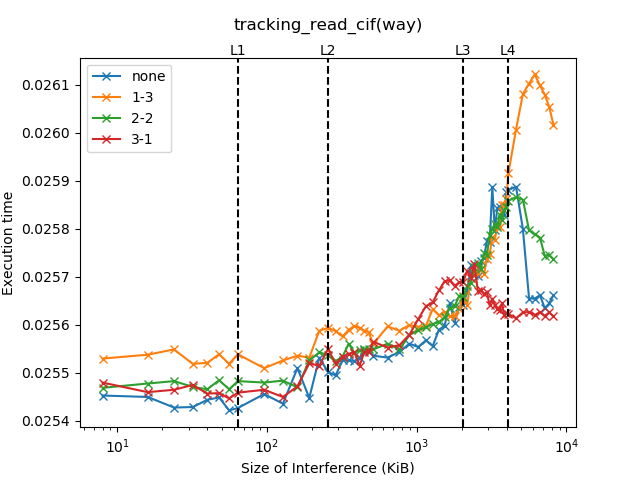 tracking_read_cif(way)
L1 L2 L3 L4
none
1-3
2-2
3-1
0.0261
0.0260
0.0259
0.0258
0.0257
0.0256
0.0255
0.0254
Execution time
10¹ 10² 10³ 10⁴
Size of Interference (KiB)